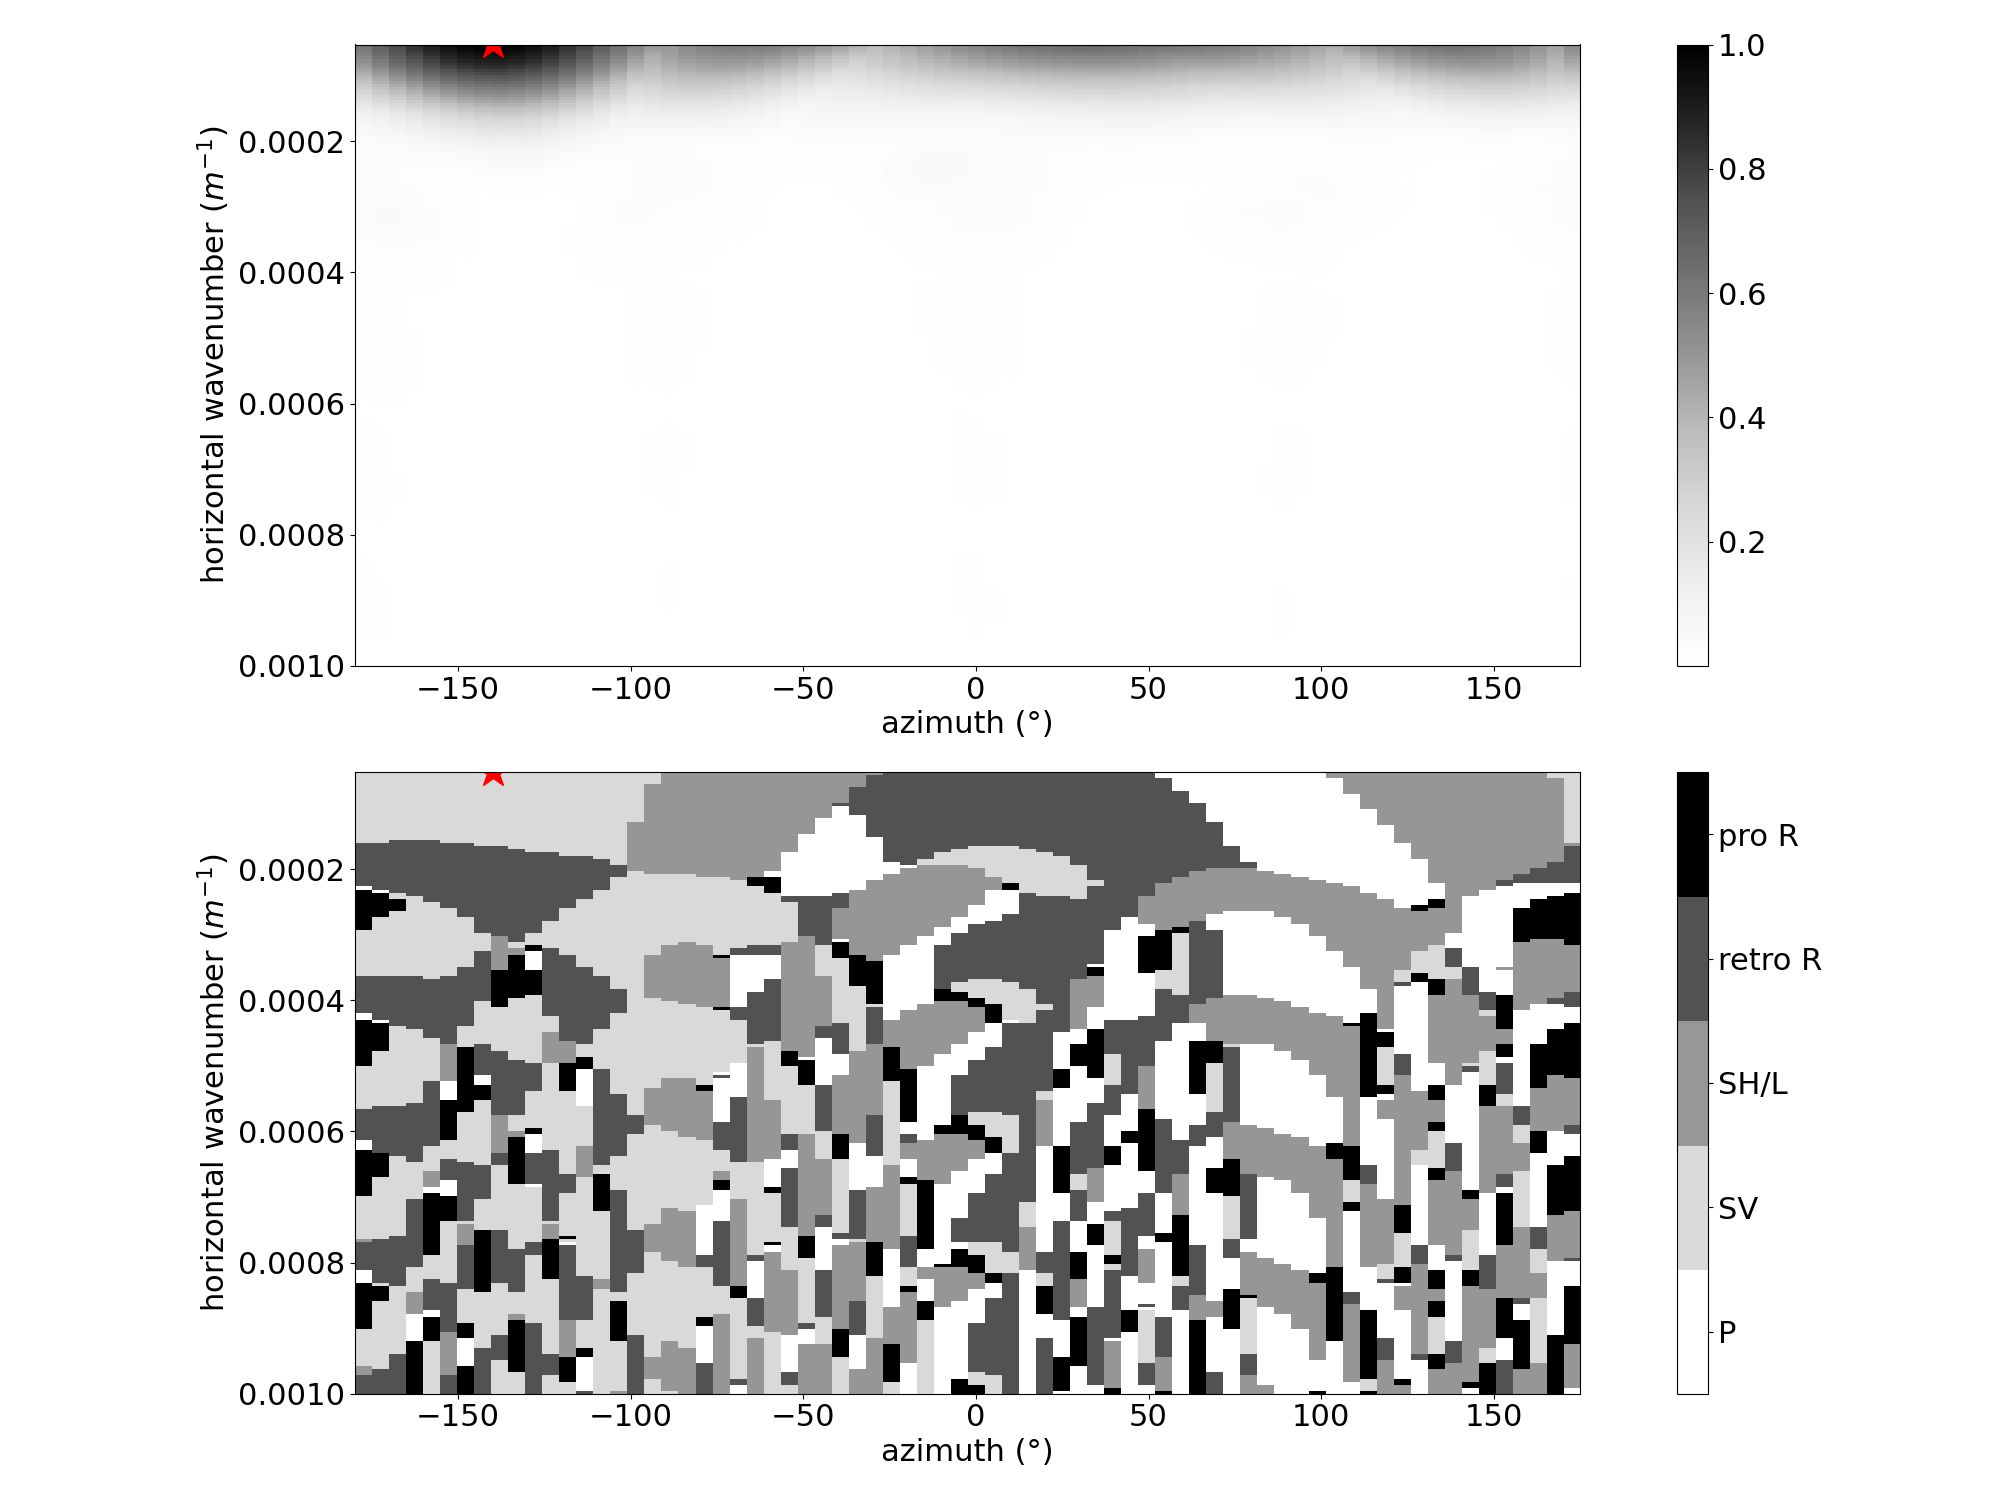 horizontal wavenumber (m⁻¹)
0.0002
0.0004
0.0006
0.0008
0.0010
−150 −100 −50 0 50 100 150
azimuth (°)
1.0
0.8
0.6
0.4
0.2
horizontal wavenumber (m⁻¹)
0.0002
0.0004
0.0006
0.0008
0.0010
−150 −100 −50 0 50 100 150
azimuth (°)
pro R
retro R
SH/L
SV
P